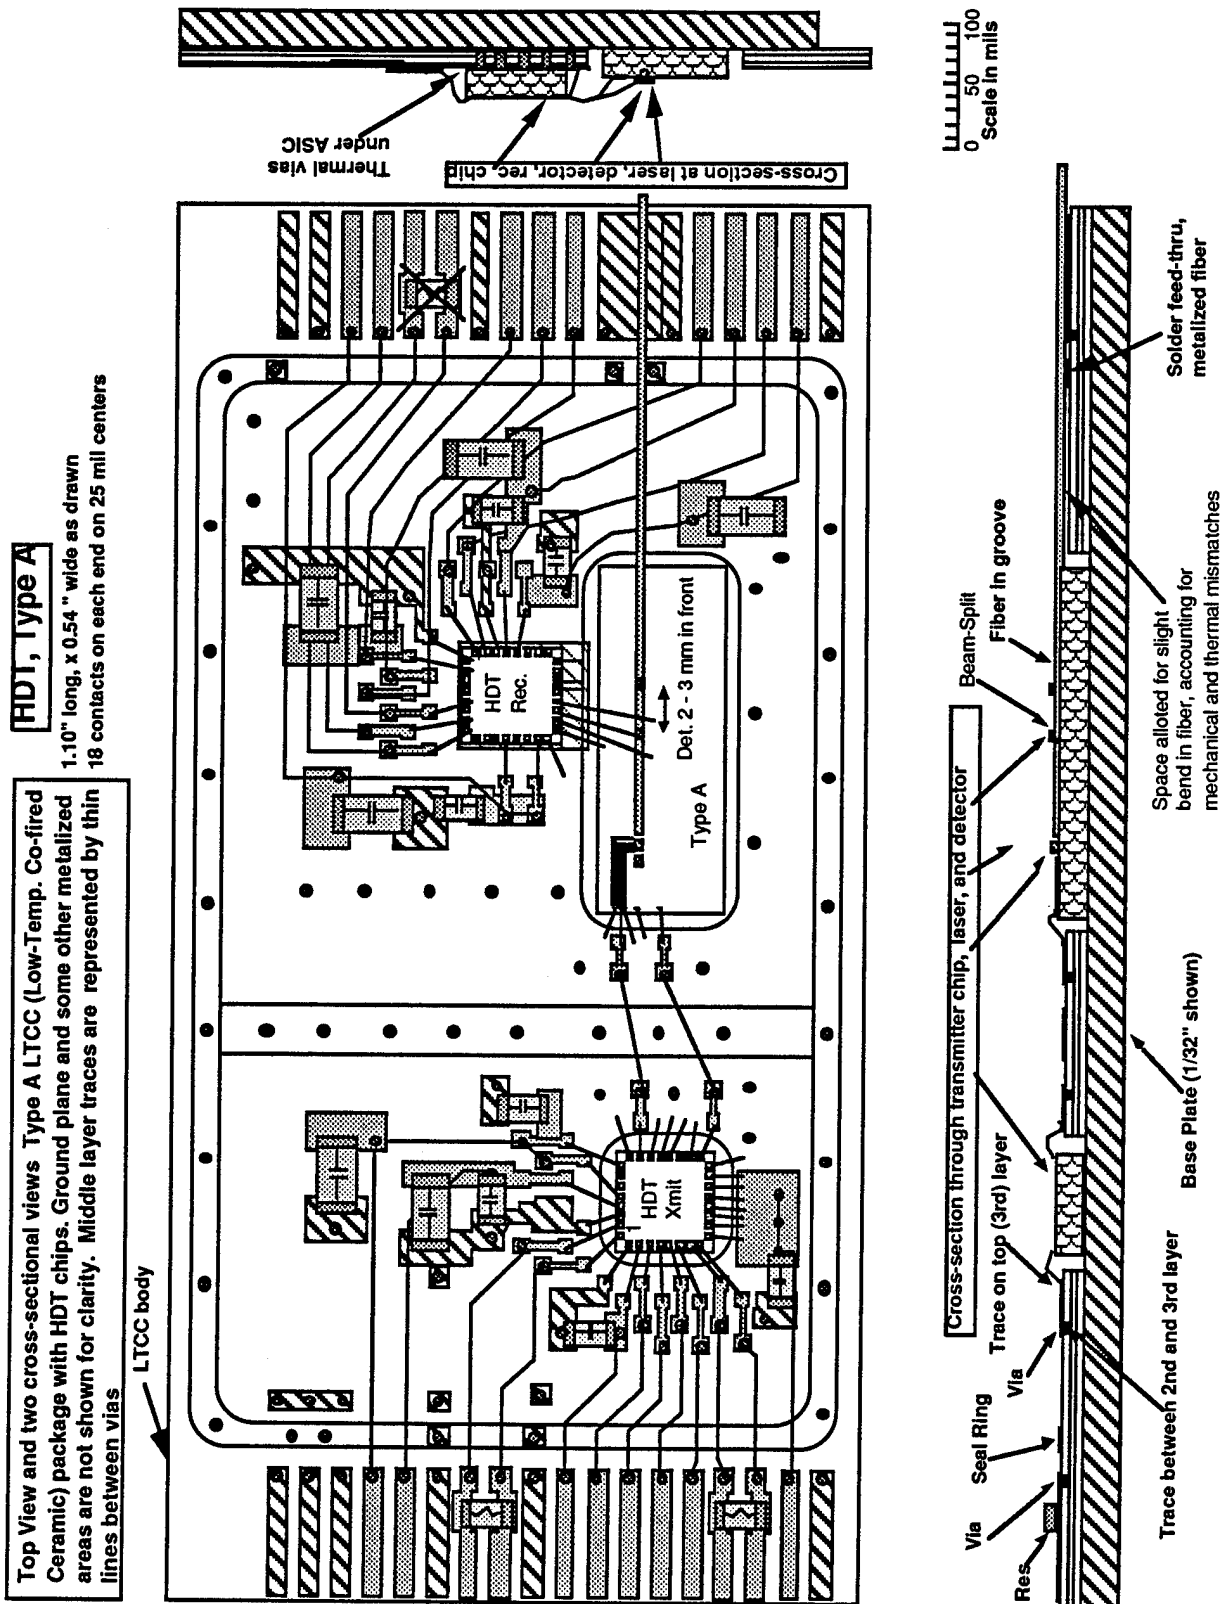 Top View and two cross-sectional views  Type A LTCC (Low-Temp. Co-fired
Ceramic) package with HDT chips. Ground plane and some other metalized
areas are not shown for clarity.  Middle layer traces are represented by thin
lines between vias
HDT, Type A
1.10" long, x 0.54 " wide as drawn
18 contacts on each end on 25 mil centers
LTCC body
1
HDT
Xmit
1
HDT
Rec.
Type A
Det. 2 - 3 mm in front
Thermal vias
under ASIC
Cross-section at laser, detector, rec. chip
0 50 100
Scale in mils
Cross-section through transmitter chip, laser, and detector
Res
Via
Seal Ring
Via
Trace on top (3rd) layer
Beam-Split
Fiber in groove
Trace between 2nd and 3rd layer
Base Plate (1/32" shown)
Space alloted for slight
bend in fiber, accounting for
mechanical and thermal mismatches
Solder feed-thru,
metalized fiber